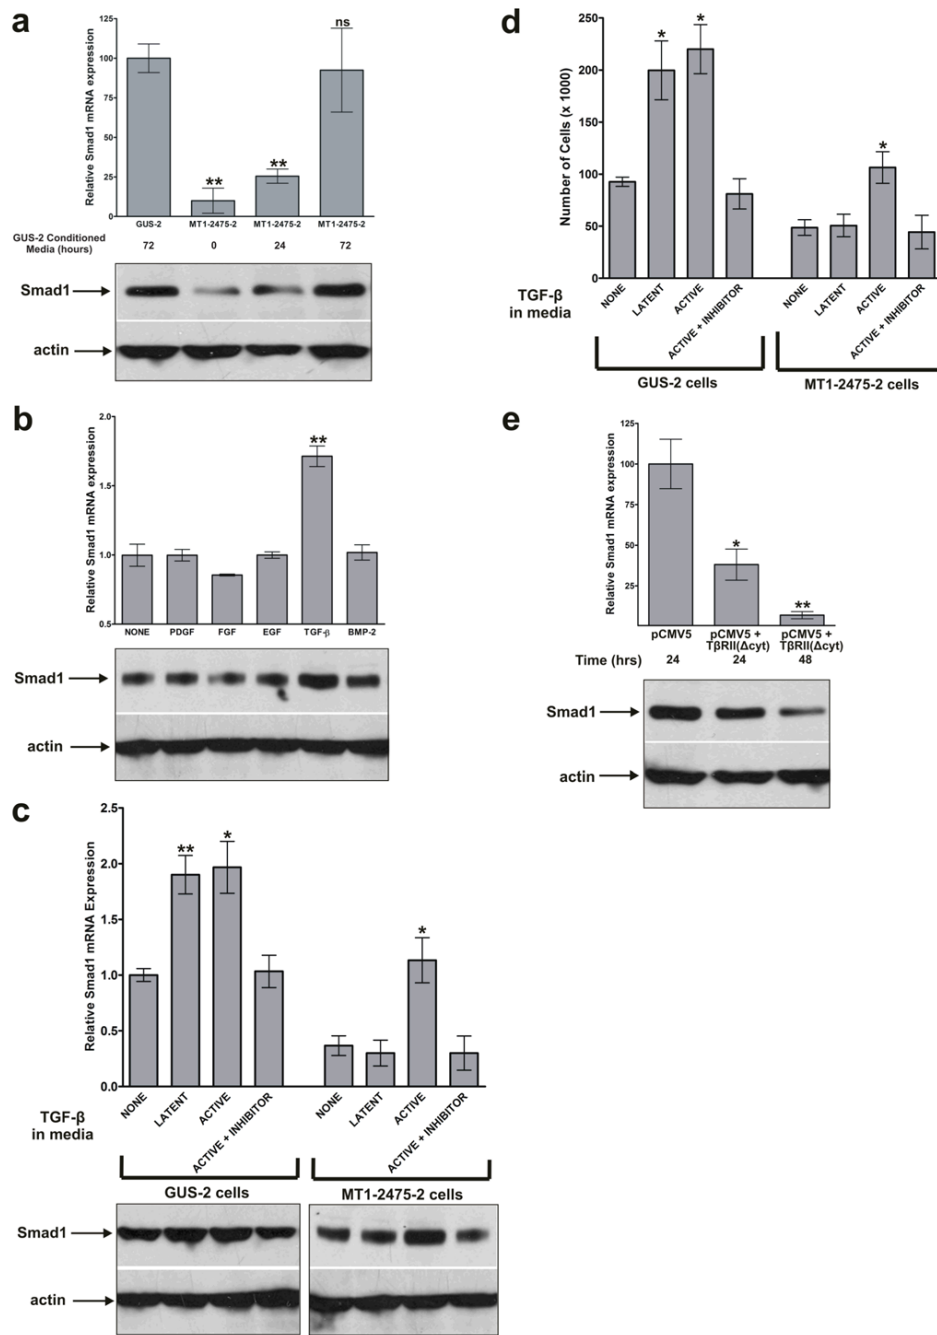 a
Relative Smad1 mRNA expression
125
100
75
50
25
0
**
**
ns
GUS-2 MT1-2475-2 MT1-2475-2 MT1-2475-2
GUS-2 Conditioned
Media (hours)
72 0 24 72
Smad1
actin
b
Relative Smad1 mRNA expression
2.0
1.5
1.0
0.5
**
NONE PDGF FGF EGF TGF-β BMP-2
Smad1
actin
c
Relative Smad1 mRNA Expression
2.5
2.0
1.5
1.0
0.5
0.0
**
*
*
NONE
LATENT
ACTIVE
ACTIVE + INHIBITOR
NONE
LATENT
ACTIVE
ACTIVE + INHIBITOR
TGF-β
in media
GUS-2 cells
MT1-2475-2 cells
Smad1
actin
d
Number of Cells (x 1000)
250
200
150
100
50
0
*
*
*
NONE
LATENT
ACTIVE
ACTIVE + INHIBITOR
NONE
LATENT
ACTIVE
ACTIVE + INHIBITOR
TGF-β
in media
GUS-2 cells
MT1-2475-2 cells
e
Relative Smad1 mRNA expression
125
100
75
50
25
*
**
pCMV5 pCMV5 + pCMV5 +
TβRII(Δcyt) TβRII(Δcyt)
Time (hrs) 24 24 48
Smad1
actin